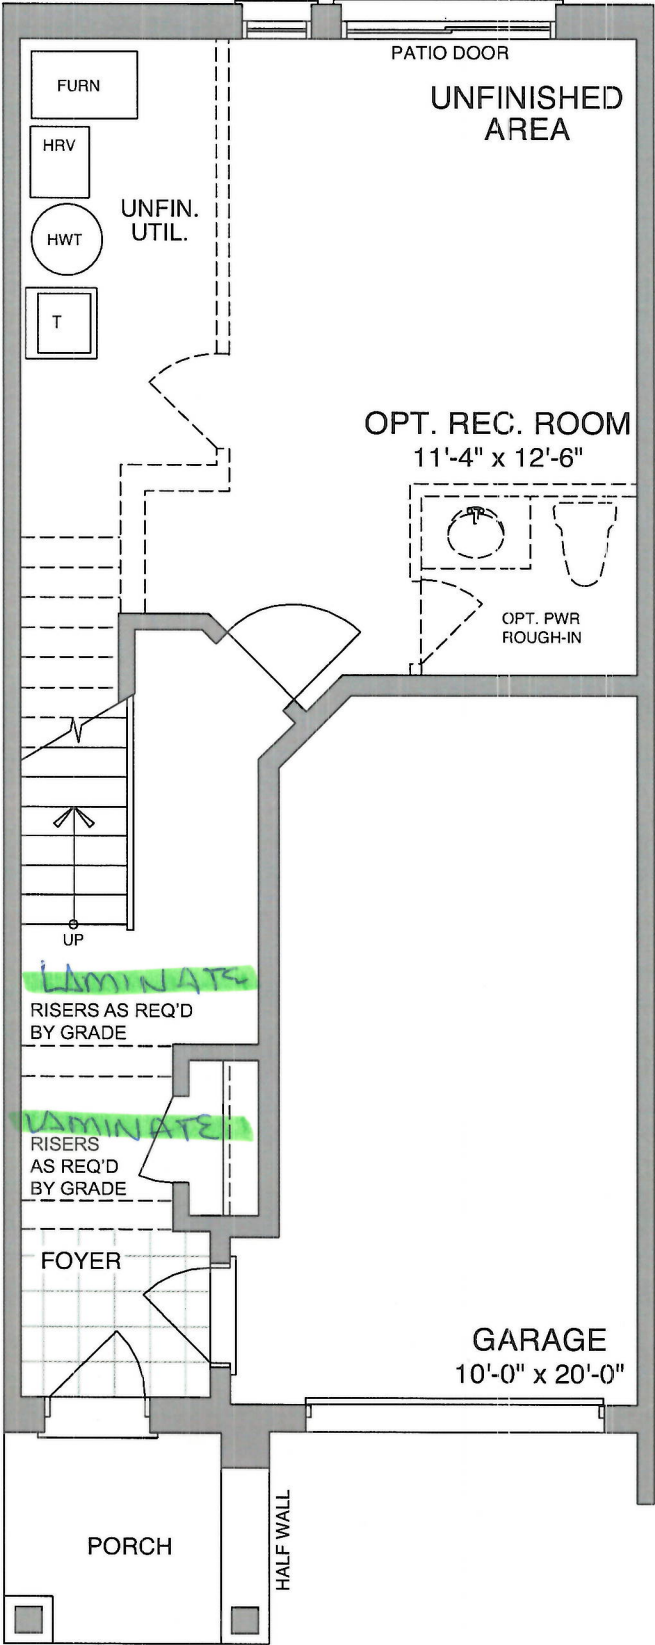 PATIO DOOR
FURN
UNFINISHED
AREA
HRV
UNFIN.
UTIL.
HWT
T
OPT. REC. ROOM
11'-4" x 12'-6"
OPT. PWR
ROUGH-IN
UP
LAMINATE
RISERS AS REQ'D
BY GRADE
LAMINATE
RISERS
AS REQ'D
BY GRADE
FOYER
GARAGE
10'-0" x 20'-0"
HALF WALL
PORCH